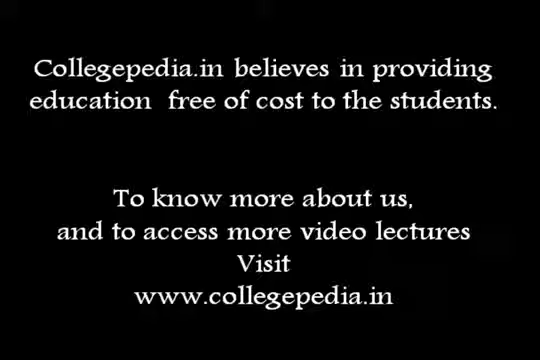 Collegepedia.in believes in providing
education free of cost to the students.
To know more about us,
and to access more video lectures
Visit
www.collegepedia.in